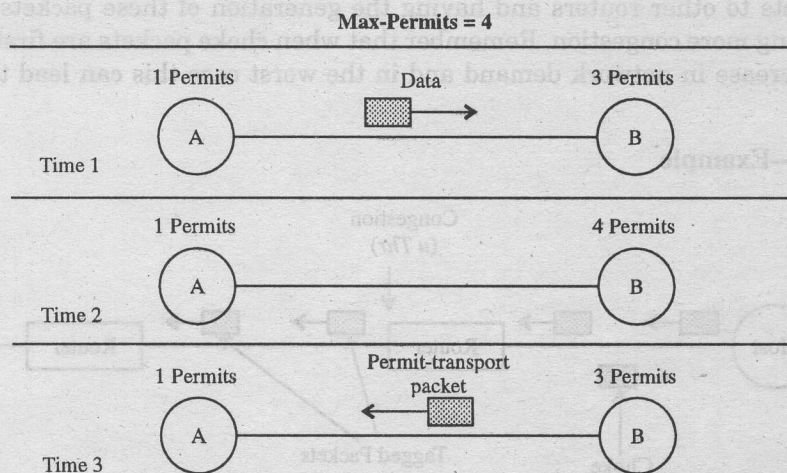 Max-Permits = 4
1 Permits
Data
3 Permits
A
B
Time 1
1 Permits
4 Permits
A
B
Time 2
1 Permits
Permit-transport
packet
3 Permits
A
B
Time 3